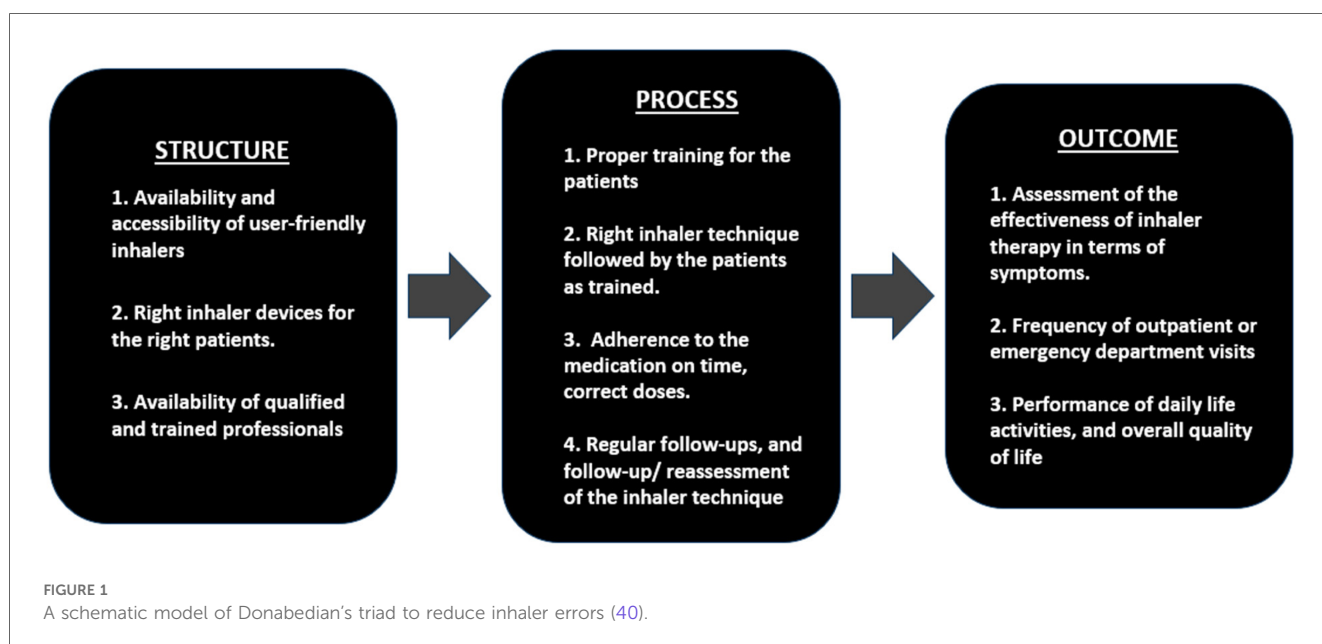 STRUCTURE
1. Availability and
accessibility of user-friendly
inhalers
2. Right inhaler devices for
the right patients.
3. Availability of qualified
and trained professionals
PROCESS
1. Proper training for the
patients
2. Right inhaler technique
followed by the patients
as trained.
3. Adherence to the
medication on time,
correct doses.
4. Regular follow-ups, and
follow-up/ reassessment
of the inhaler technique
OUTCOME
1. Assessment of the
effectiveness of inhaler
therapy in terms of
symptoms.
2. Frequency of outpatient or
emergency department visits
3. Performance of daily life
activities, and overall quality
of life
FIGURE 1
A schematic model of Donabedian’s triad to reduce inhaler errors (40).